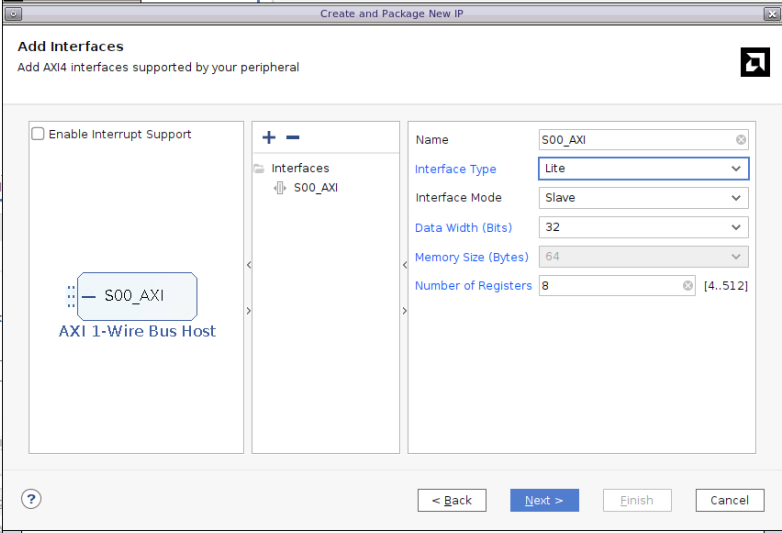 Create and Package New IP
Add Interfaces
Add AXI4 interfaces supported by your peripheral
Enable Interrupt Support
S00_AXI
AXI 1-Wire Bus Host
Interfaces
S00_AXI
Name S00_AXI
Interface Type Lite
Interface Mode Slave
Data Width (Bits) 32
Memory Size (Bytes) 64
Number of Registers 8 [4..512]
? < Back Next > Finish Cancel